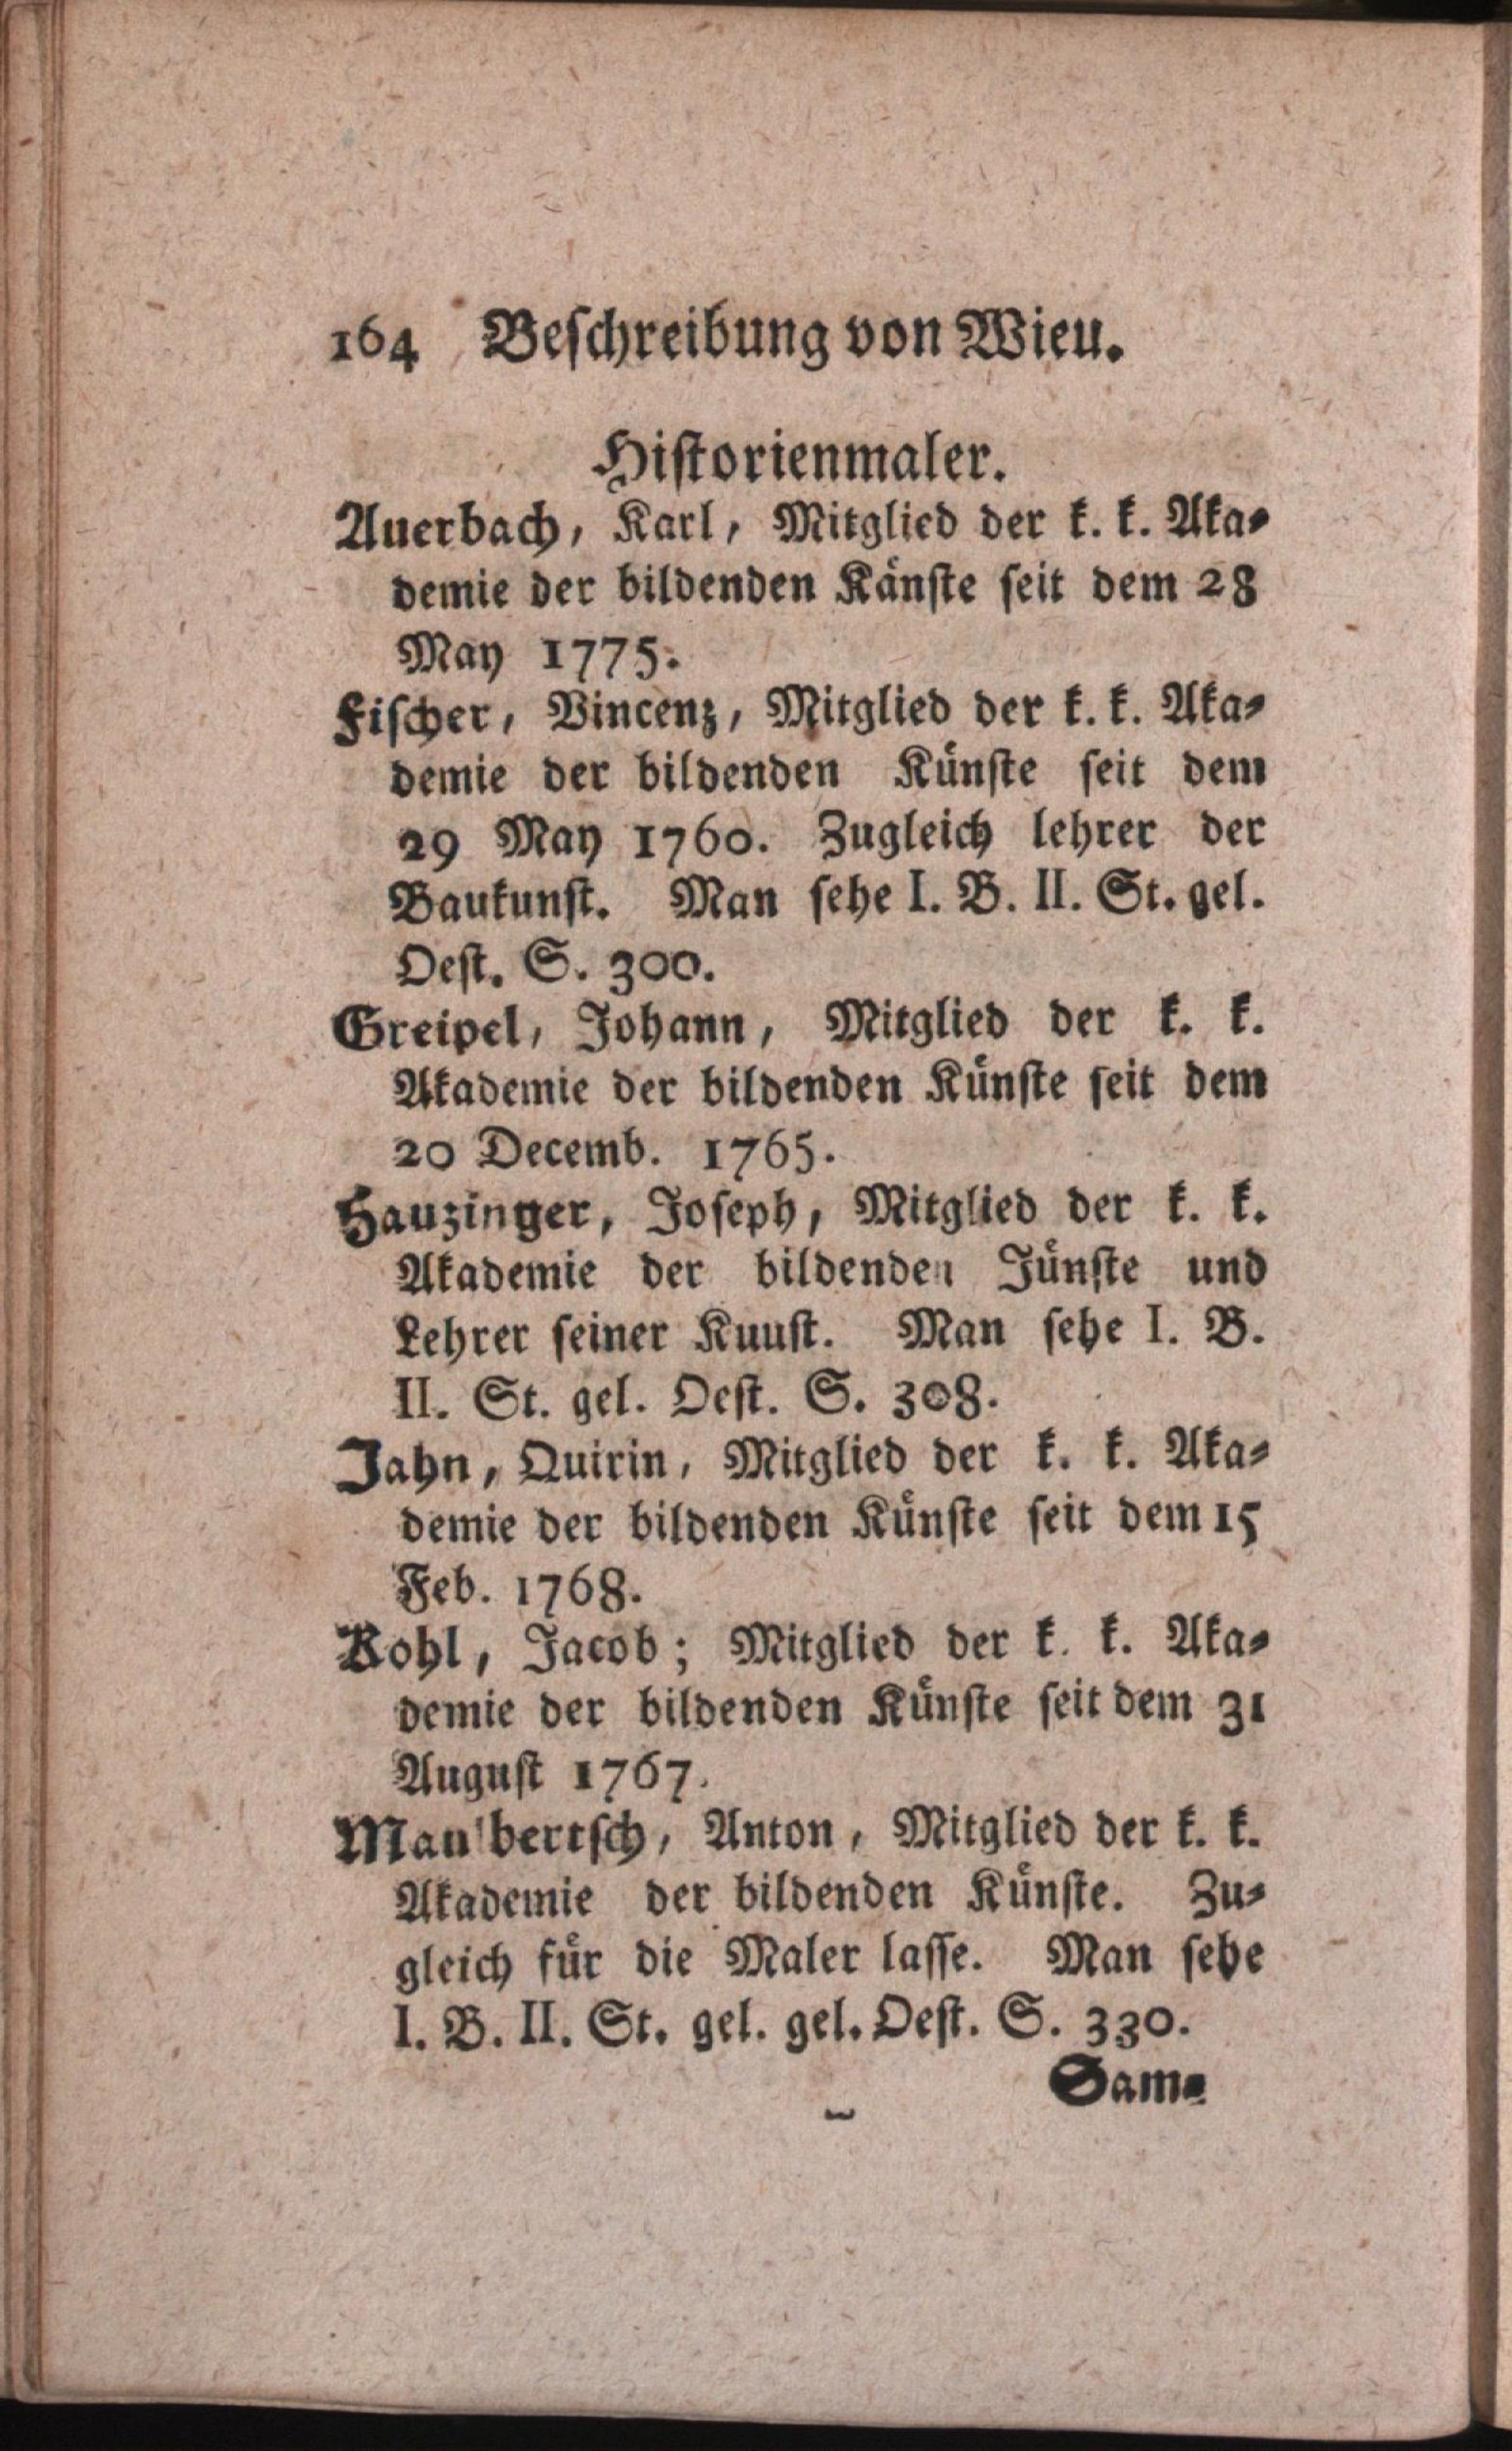 164 Beschreibung von Wieu.
Historienmaler.
Auerbach, Karl, Mitglied der k. k. Aka-
demie der bildenden Känste seit dem 28
May 1775.
Fischer, Vincenz, Mitglied der k. k. Aka-
demie der bildenden Künste seit dem
29 May 1760. Zugleich lehrer der
Baukunst. Man sehe I. B. II. St. gel.
Oest. S. 300.
Greipel, Johann, Mitglied der k. k.
Akademie der bildenden Künste seit dem
20 Decemb. 1765.
Hauzinger, Joseph, Mitglied der k. k.
Akademie der bildenden Jünste und
Lehrer seiner Kuust. Man sehe I. B.
II. St. gel. Oest. S. 308.
Jahn, Quirin, Mitglied der k. k. Aka-
demie der bildenden Künste seit dem 15
Feb. 1768.
Kohl, Jacob; Mitglied der k. k. Aka-
demie der bildenden Künste seit dem 31
August 1767.
Maulbertsch, Anton, Mitglied der k. k.
Akademie der bildenden Künste. Zu-
gleich für die Maler lasse. Man sehe
I. B. II. St. gel. gel. Oest. S. 330.
Sam-